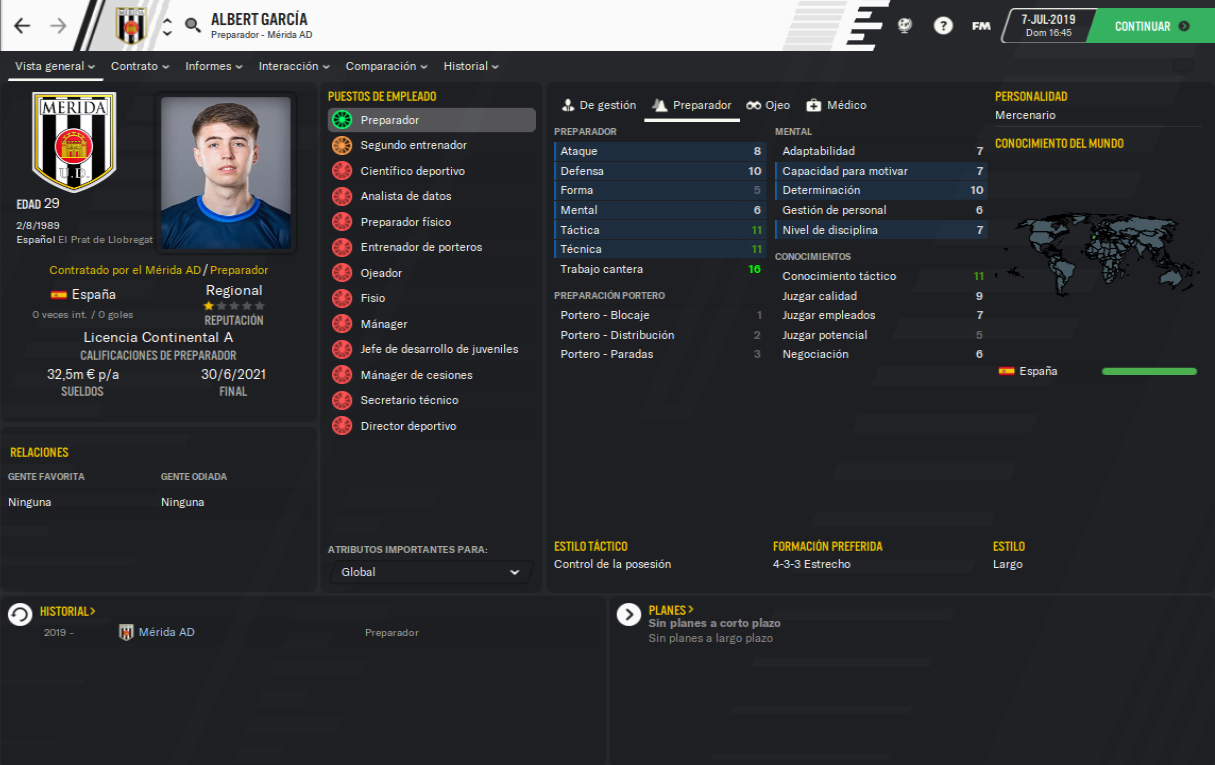 ALBERT GARCÍA
Preparador - Mérida AD
FM
7-JUL-2019
Dom 16:45
CONTINUAR
Vista general
Contrato
Informes
Interacción
Comparación
Historial
MERIDA
U.D.
EDAD 29
2/8/1989
Español El Prat de Llobregat
Contratado por el Mérida AD / Preparador
España
0 veces int. / 0 goles
Regional
REPUTACIÓN
Licencia Continental A
CALIFICACIONES DE PREPARADOR
32,5m € p/a
SUELDOS
30/6/2021
FINAL
RELACIONES
GENTE FAVORITA
GENTE ODIADA
Ninguna
Ninguna
PUESTOS DE EMPLEADO
Preparador
Segundo entrenador
Científico deportivo
Analista de datos
Preparador físico
Entrenador de porteros
Ojeador
Fisio
Mánager
Jefe de desarrollo de juveniles
Mánager de cesiones
Secretario técnico
Director deportivo
ATRIBUTOS IMPORTANTES PARA:
Global
De gestión
Preparador
Ojeo
Médico
PREPARADOR
Ataque 8
Defensa 10
Forma 5
Mental 6
Táctica 11
Técnica 11
Trabajo cantera 16
PREPARACIÓN PORTERO
Portero - Blocaje 1
Portero - Distribución 2
Portero - Paradas 3
MENTAL
Adaptabilidad 7
Capacidad para motivar 7
Determinación 10
Gestión de personal 6
Nivel de disciplina 7
CONOCIMIENTOS
Conocimiento táctico 11
Juzgar calidad 9
Juzgar empleados 7
Juzgar potencial 5
Negociación 6
PERSONALIDAD
Mercenario
CONOCIMIENTO DEL MUNDO
España
ESTILO TÁCTICO
Control de la posesión
FORMACIÓN PREFERIDA
4-3-3 Estrecho
ESTILO
Largo
HISTORIAL >
2019 - Mérida AD Preparador
PLANES >
Sin planes a corto plazo
Sin planes a largo plazo